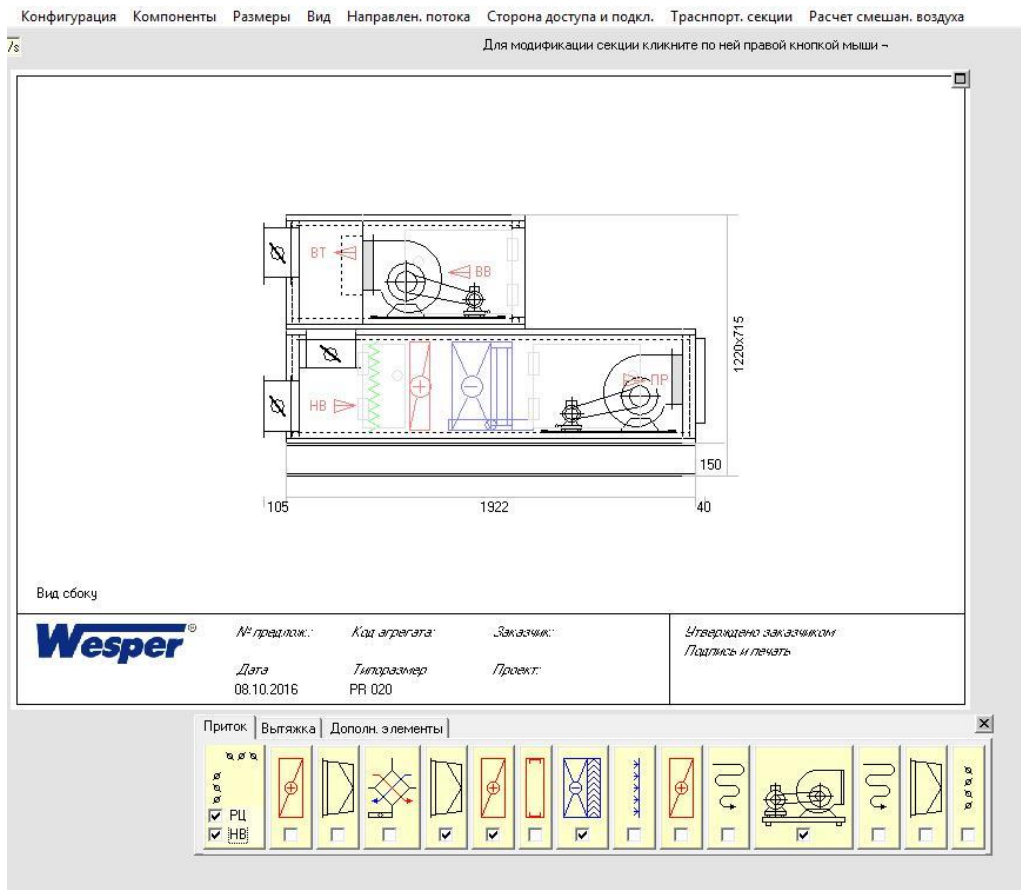 Конфигурация Компоненты Размеры Вид Направлен. потока Сторона доступа и подкл. Траснпорт. секции Расчет смешан. воздуха
/s
Для модификации секции кликните по ней правой кнопкой мыши ¬
ВТ
ВВ
НВ
ПР
1220x715
150
105
1922
40
Вид сбоку
Wesper®
№ предлож.: Код агрегата: Заказчик:
Утверждено заказчиком
Подпись и печать
Дата Типоразмер Проект:
08.10.2016 PR 020
Приток Вытяжка Дополн. элементы
РЦ
НВ